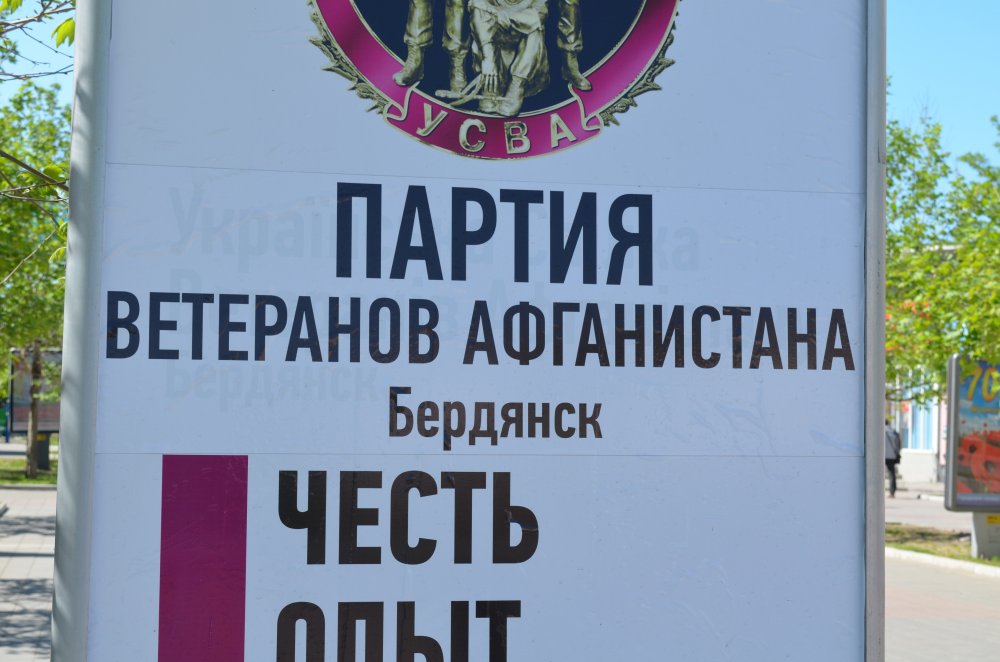 УСВА
ПАРТИЯ
ВЕТЕРАНОВ АФГАНИСТАНА
Бердянск
ЧЕСТЬ
ОПЫТ